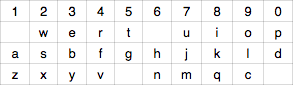 1 2 3 4 5 6 7 8 9 0
w e r t u i o p
a s b f g h j k l d
z x y v n m q c